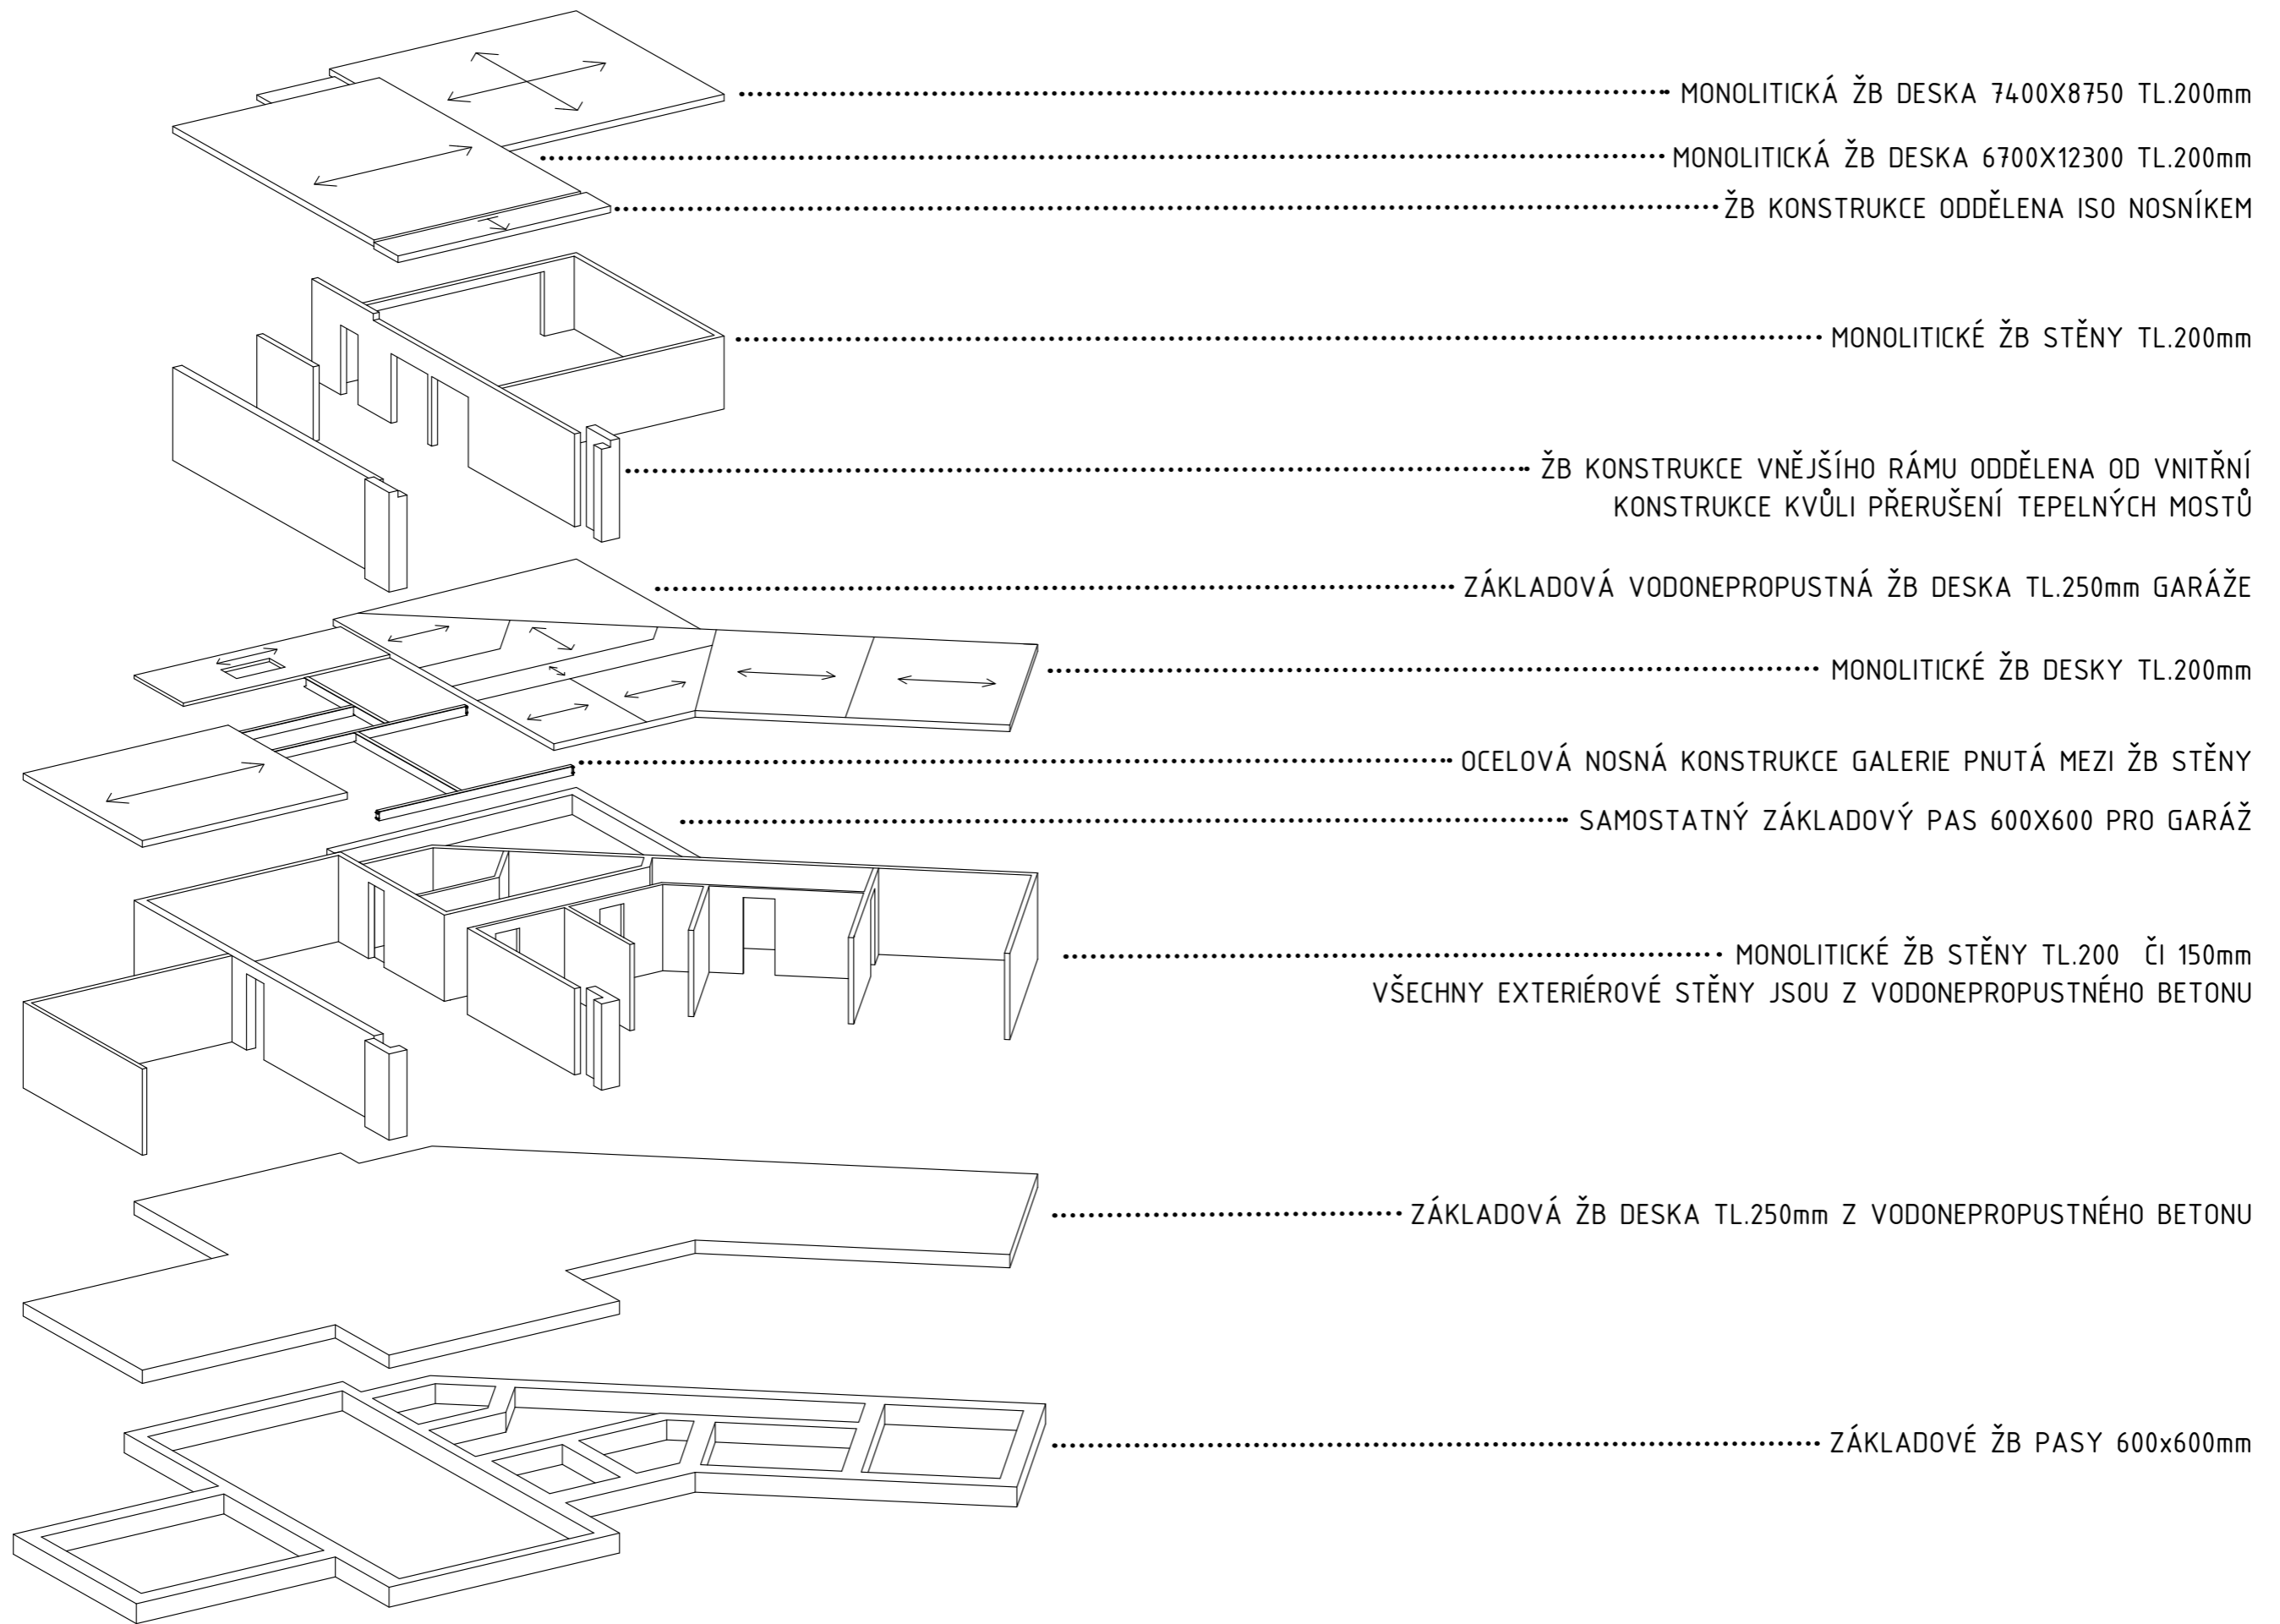 MONOLITICKÁ ŽB DESKA 7400X8750 TL.200mm
MONOLITICKÁ ŽB DESKA 6700X12300 TL.200mm
ŽB KONSTRUKCE ODDĚLENA ISO NOSNÍKEM
MONOLITICKÉ ŽB STĚNY TL.200mm
ŽB KONSTRUKCE VNĚJŠÍHO RÁMU ODDĚLENA OD VNITŘNÍ
KONSTRUKCE KVŮLI PŘERUŠENÍ TEPELNÝCH MOSTŮ
ZÁKLADOVÁ VODONEPROPUSTNÁ ŽB DESKA TL.250mm GARÁŽE
MONOLITICKÉ ŽB DESKY TL.200mm
OCELOVÁ NOSNÁ KONSTRUKCE GALERIE PNUTÁ MEZI ŽB STĚNY
SAMOSTATNÝ ZÁKLADOVÝ PAS 600X600 PRO GARÁŽ
MONOLITICKÉ ŽB STĚNY TL.200 ČI 150mm
VŠECHNY EXTERIÉROVÉ STĚNY JSOU Z VODONEPROPUSTNÉHO BETONU
ZÁKLADOVÁ ŽB DESKA TL.250mm Z VODONEPROPUSTNÉHO BETONU
ZÁKLADOVÉ ŽB PASY 600x600mm